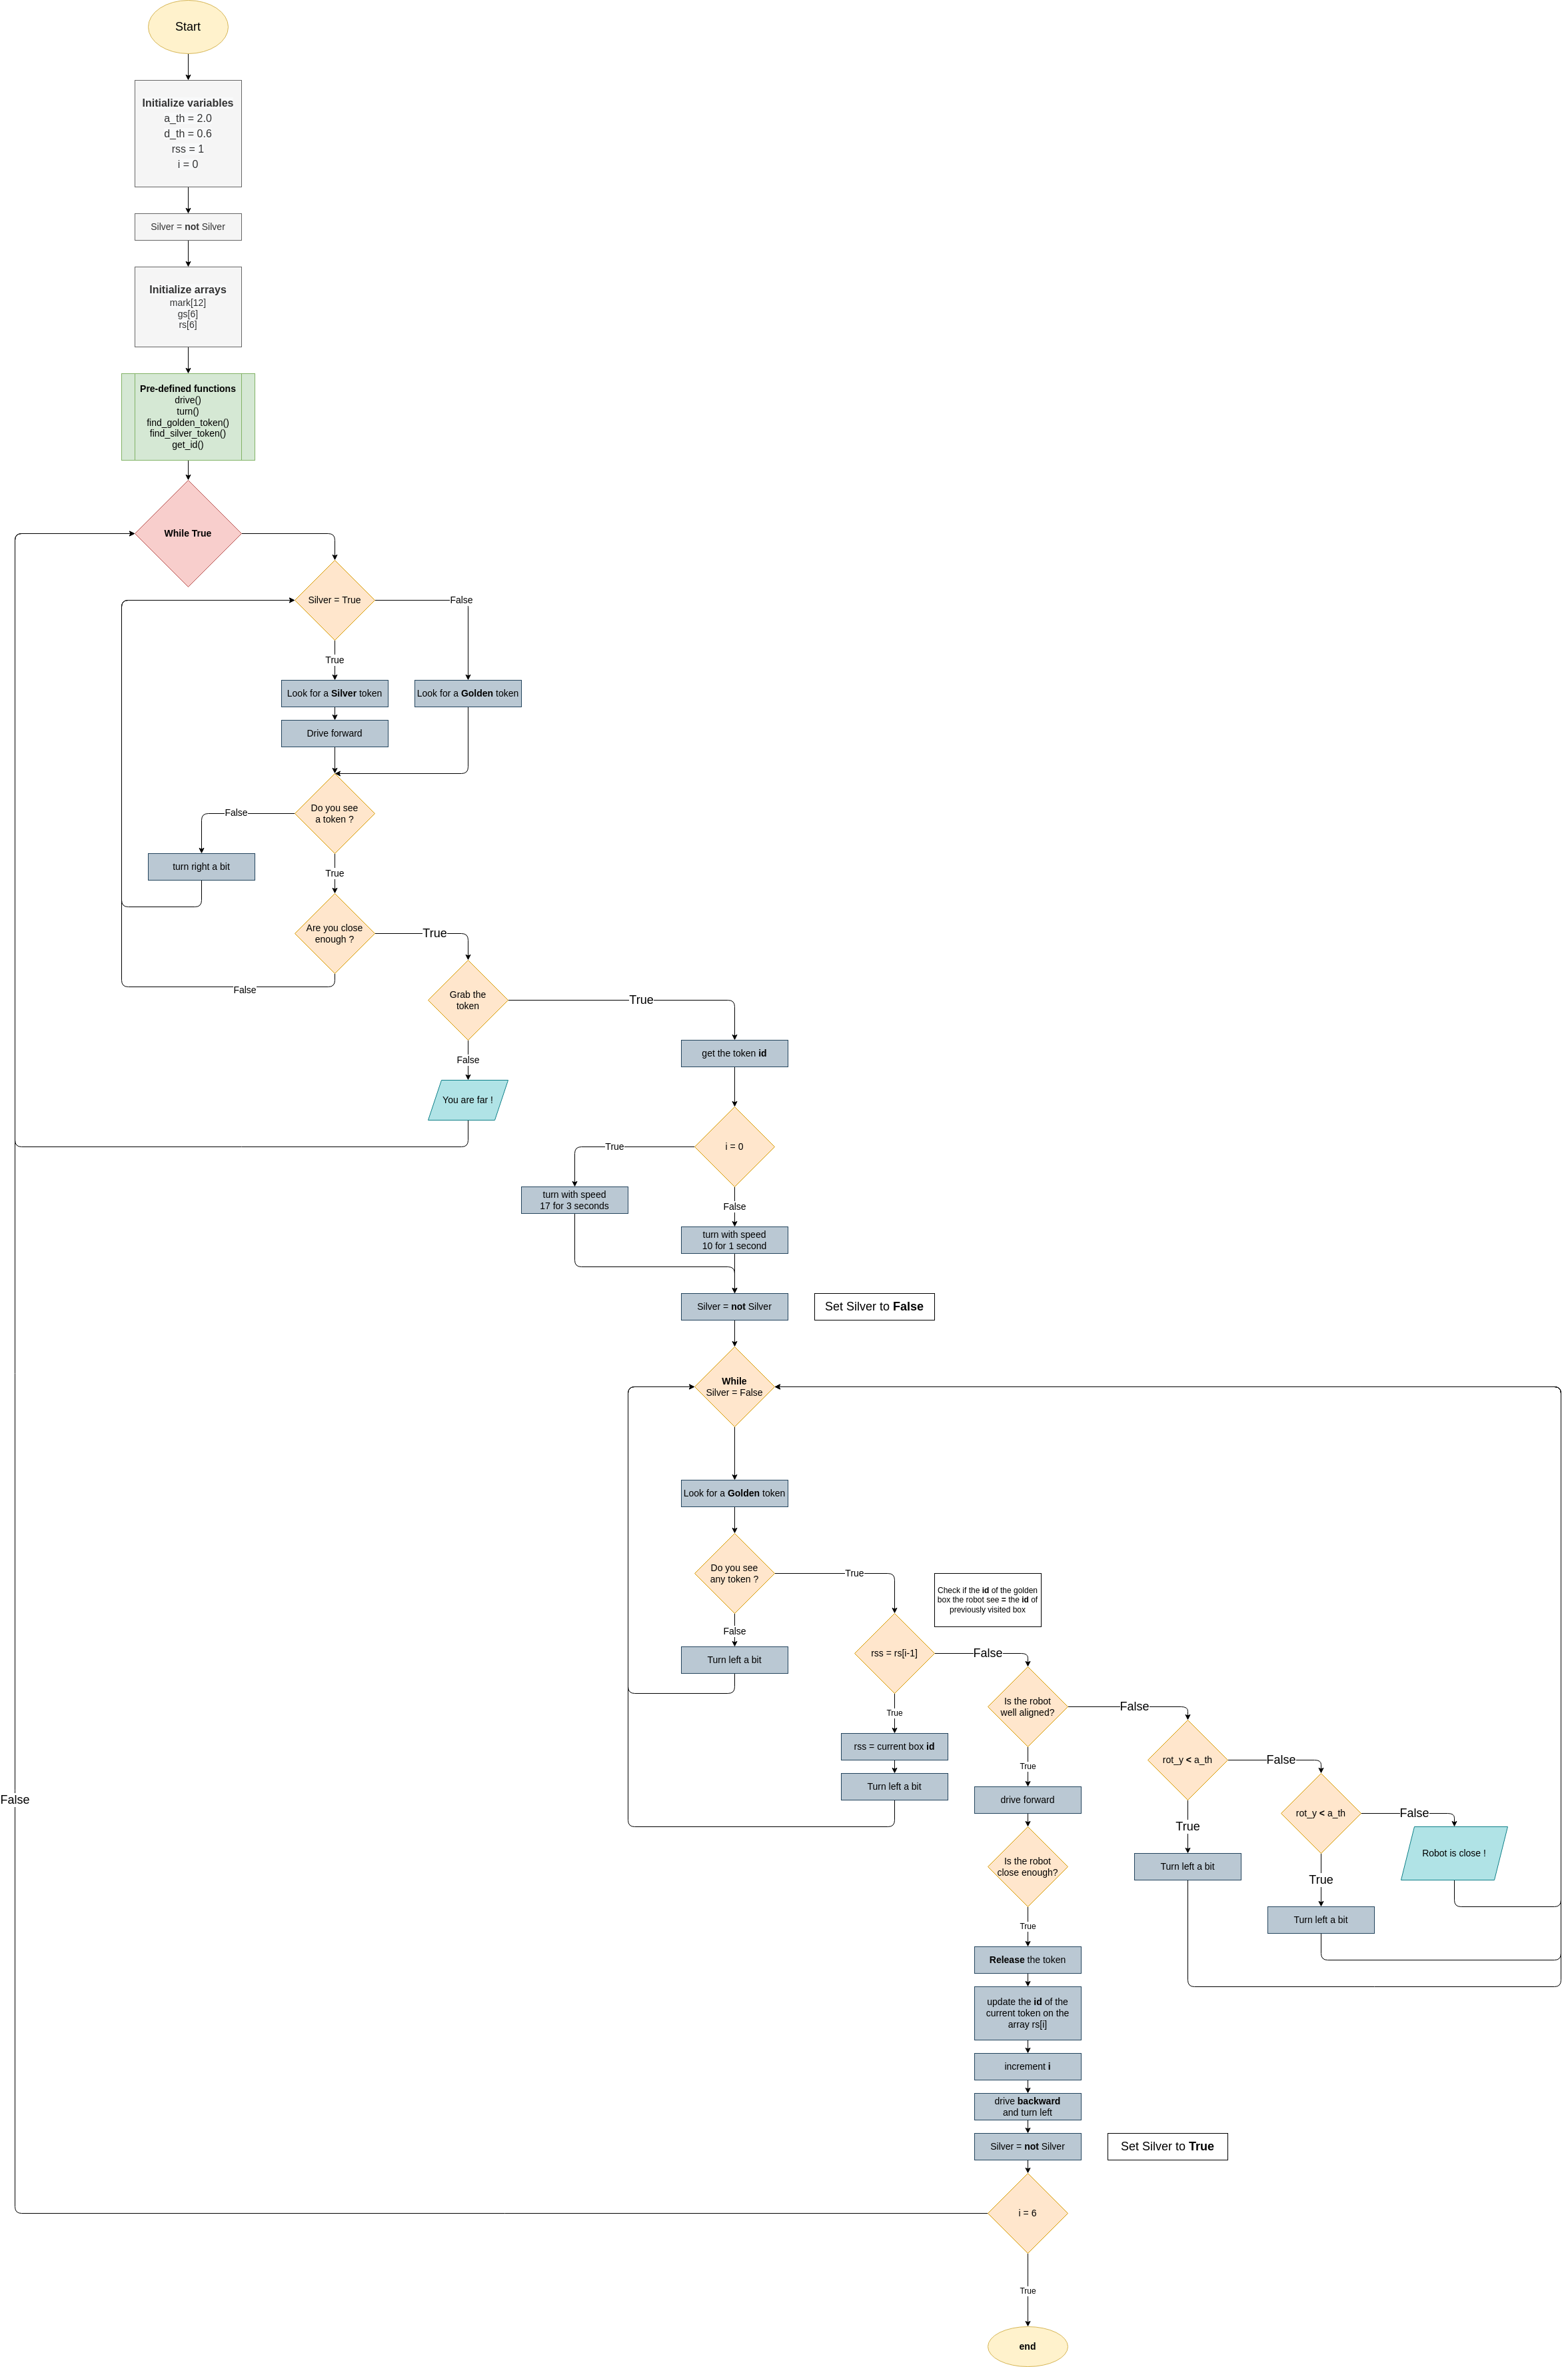 Start
Initialize variables
a_th = 2.0
d_th = 0.6
rss = 1
i = 0
Silver = not Silver
Initialize arrays
mark[12]
gs[6]
rs[6]
Pre-defined functions
drive()
turn()
find_golden_token()
find_silver_token()
get_id()
While True
Silver = True
False
True
Look for a Silver token
Look for a Golden token
Drive forward
Do you see
a token ?
False
turn right a bit
True
Are you close
enough ?
True
False
Grab the
token
True
False
You are far !
get the token id
i = 0
True
turn with speed
17 for 3 seconds
False
turn with speed
10 for 1 second
Silver = not Silver
Set Silver to False
While
Silver = False
Look for a Golden token
Do you see
any token ?
True
False
Turn left a bit
Check if the id of the golden
box the robot see = the id of
previously visited box
rss = rs[i-1]
False
True
rss = current box id
Turn left a bit
Is the robot
well aligned?
False
True
drive forward
rot_y < a_th
False
True
Turn left a bit
rot_y < a_th
False
True
Turn left a bit
Robot is close !
Is the robot
close enough?
True
Release the token
update the id of the
current token on the
array rs[i]
increment i
drive backward
and turn left
Silver = not Silver
Set Silver to True
i = 6
False
True
end